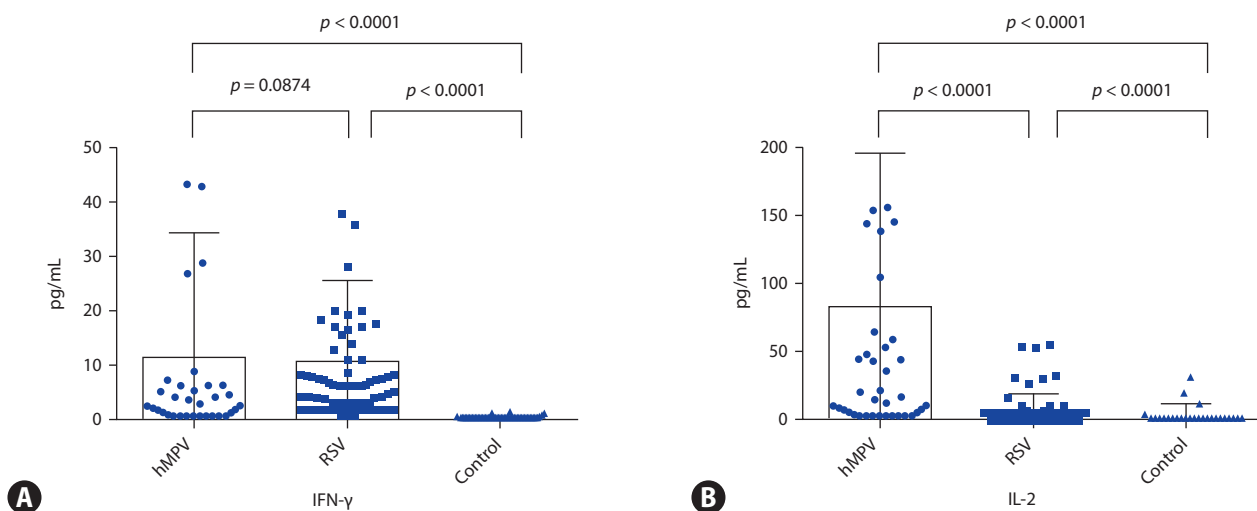 p < 0.0001
p = 0.0874
p < 0.0001
50
40
30
20
10
0
pg/mL
hMPV
RSV
Control
IFN-γ
A
p < 0.0001
p < 0.0001
p < 0.0001
200
150
100
50
0
pg/mL
hMPV
RSV
Control
IL-2
B